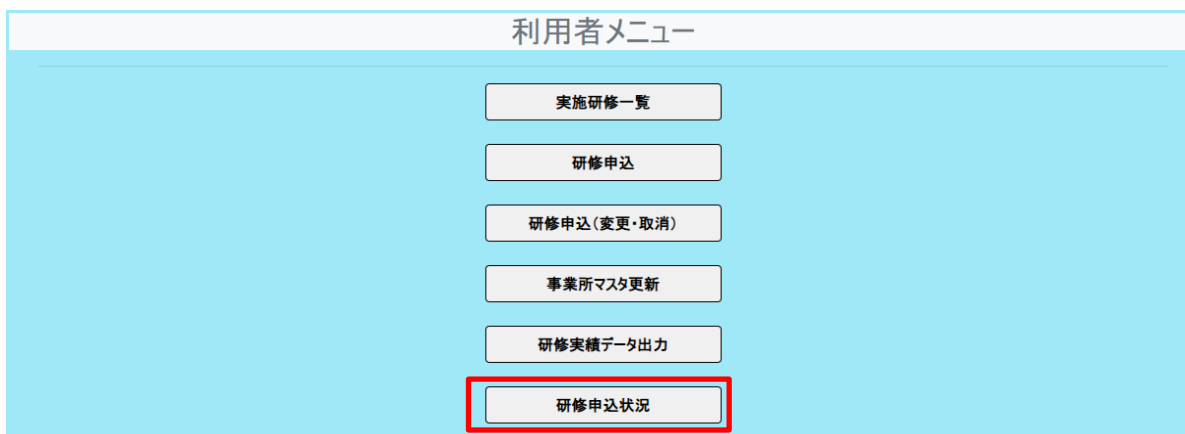 利用者メニュー
実施研修一覧
研修申込
研修申込(変更・取消)
事業所マスタ更新
研修実績データ出力
研修申込状況